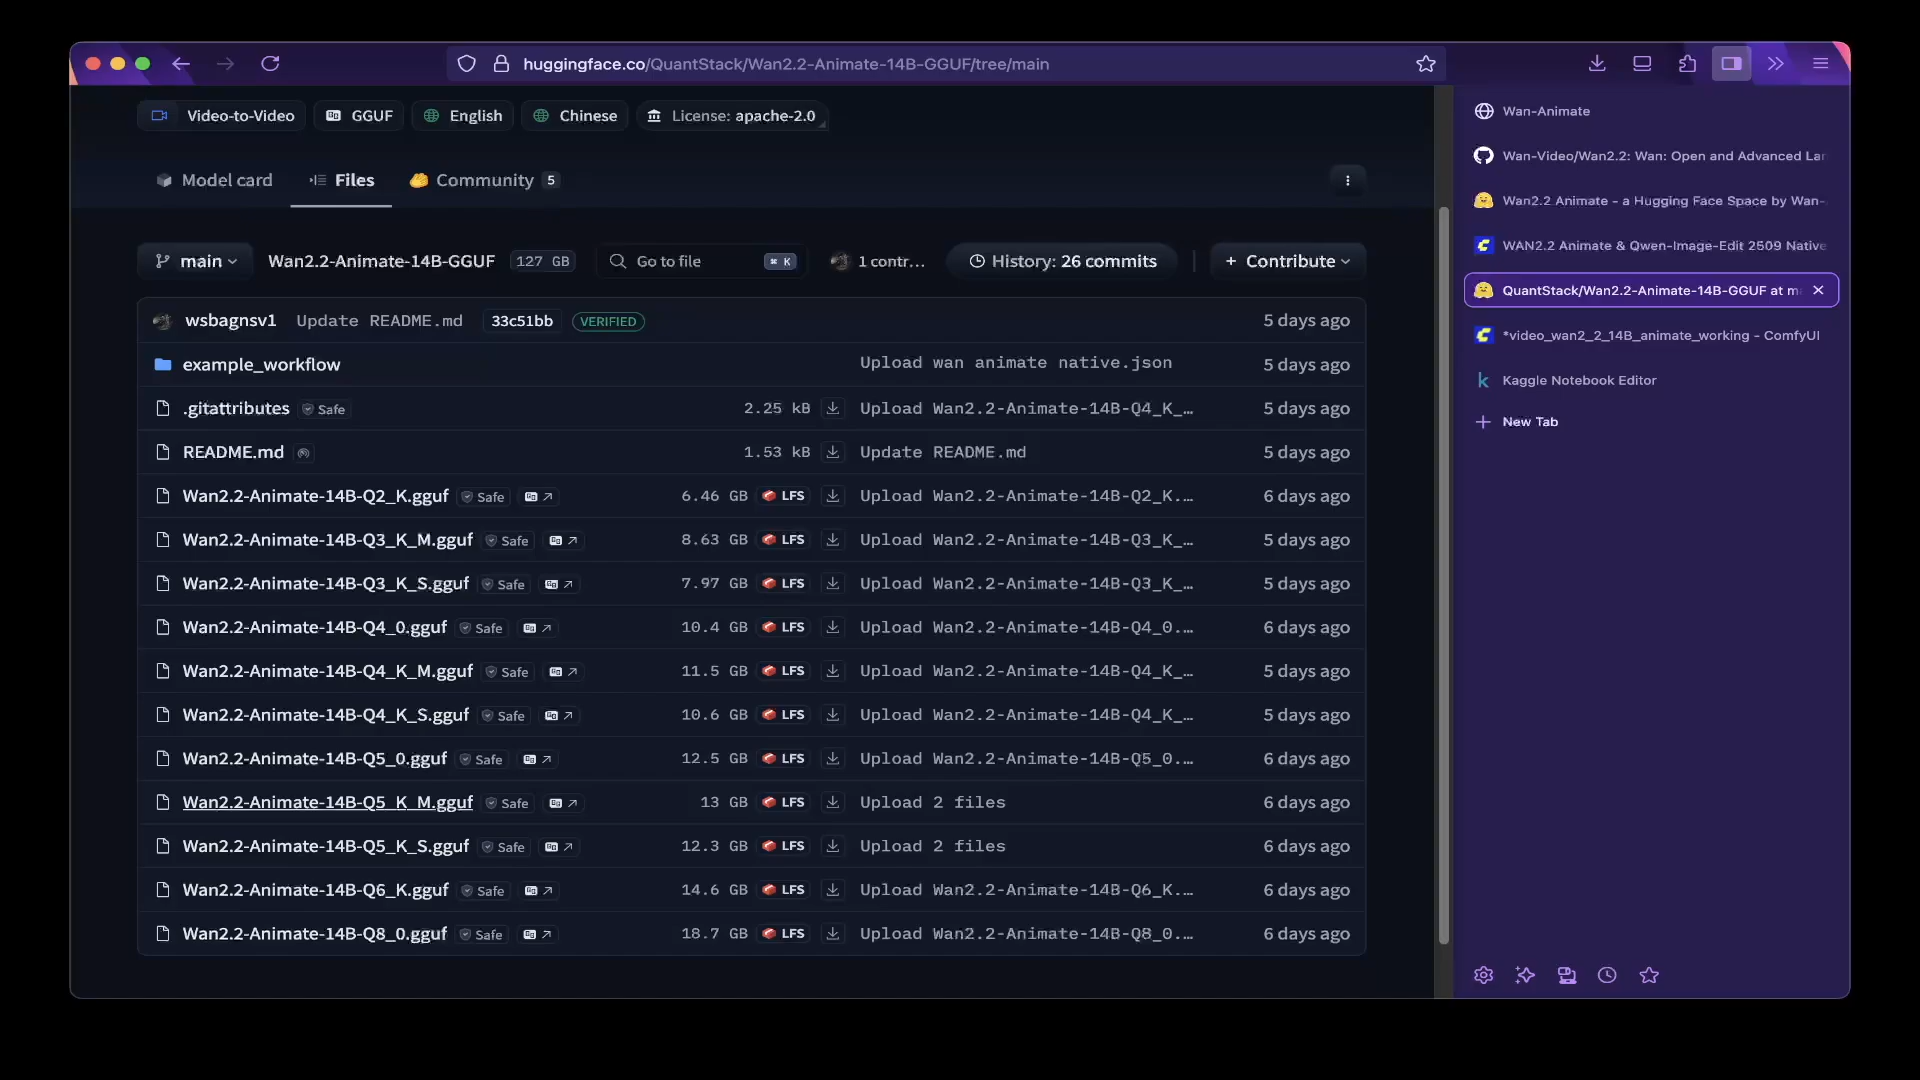 huggingface.co/QuantStack/Wan2.2-Animate-14B-GGUF/tree/main
Video-to-Video GGUF English Chinese License: apache-2.0
Model card Files Community 5
main Wan2.2-Animate-14B-GGUF 127 GB Go to file ⌘ K 1 contr... History: 26 commits + Contribute
wsbagnsv1 Update README.md 33c51bb VERIFIED 5 days ago
example_workflow Upload wan animate native.json 5 days ago
.gitattributes Safe 2.25 kB Upload Wan2.2-Animate-14B-Q4_K_… 5 days ago
README.md 1.53 kB Update README.md 5 days ago
Wan2.2-Animate-14B-Q2_K.gguf Safe 6.46 GB LFS Upload Wan2.2-Animate-14B-Q2_K.… 6 days ago
Wan2.2-Animate-14B-Q3_K_M.gguf Safe 8.63 GB LFS Upload Wan2.2-Animate-14B-Q3_K_… 5 days ago
Wan2.2-Animate-14B-Q3_K_S.gguf Safe 7.97 GB LFS Upload Wan2.2-Animate-14B-Q3_K_… 5 days ago
Wan2.2-Animate-14B-Q4_0.gguf Safe 10.4 GB LFS Upload Wan2.2-Animate-14B-Q4_0.… 6 days ago
Wan2.2-Animate-14B-Q4_K_M.gguf Safe 11.5 GB LFS Upload Wan2.2-Animate-14B-Q4_K_… 5 days ago
Wan2.2-Animate-14B-Q4_K_S.gguf Safe 10.6 GB LFS Upload Wan2.2-Animate-14B-Q4_K_… 5 days ago
Wan2.2-Animate-14B-Q5_0.gguf Safe 12.5 GB LFS Upload Wan2.2-Animate-14B-Q5_0.… 6 days ago
Wan2.2-Animate-14B-Q5_K_M.gguf Safe 13 GB LFS Upload 2 files 6 days ago
Wan2.2-Animate-14B-Q5_K_S.gguf Safe 12.3 GB LFS Upload 2 files 6 days ago
Wan2.2-Animate-14B-Q6_K.gguf Safe 14.6 GB LFS Upload Wan2.2-Animate-14B-Q6_K.… 6 days ago
Wan2.2-Animate-14B-Q8_0.gguf Safe 18.7 GB LFS Upload Wan2.2-Animate-14B-Q8_0.… 6 days ago
Wan-Animate
Wan-Video/Wan2.2: Wan: Open and Advanced Lar
Wan2.2 Animate - a Hugging Face Space by Wan-
WAN2.2 Animate & Qwen-Image-Edit 2509 Native
QuantStack/Wan2.2-Animate-14B-GGUF at m
*video_wan2_2_14B_animate_working - ComfyUI
Kaggle Notebook Editor
New Tab